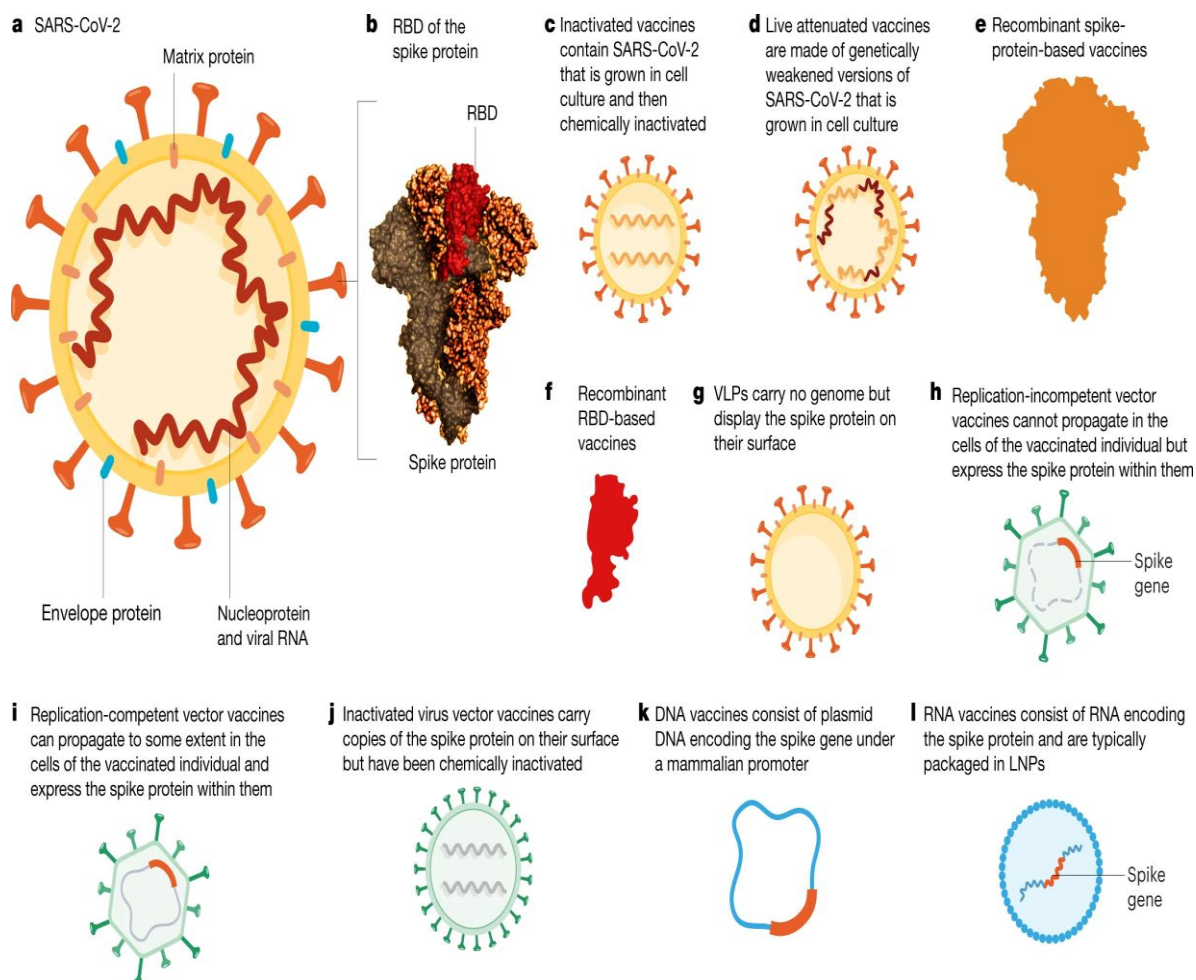 a SARS-CoV-2
Matrix protein
Envelope protein
Nucleoprotein
and viral RNA
b RBD of the
spike protein
RBD
Spike protein
c Inactivated vaccines
contain SARS-CoV-2
that is grown in cell
culture and then
chemically inactivated
d Live attenuated vaccines
are made of genetically
weakened versions of
SARS-CoV-2 that is
grown in cell culture
e Recombinant spike-
protein-based vaccines
f Recombinant
RBD-based
vaccines
g VLPs carry no genome but
display the spike protein on
their surface
h Replication-incompetent vector
vaccines cannot propagate in the
cells of the vaccinated individual but
express the spike protein within them
Spike
gene
i Replication-competent vector vaccines
can propagate to some extent in the
cells of the vaccinated individual and
express the spike protein within them
j Inactivated virus vector vaccines carry
copies of the spike protein on their surface
but have been chemically inactivated
k DNA vaccines consist of plasmid
DNA encoding the spike gene under
a mammalian promoter
l RNA vaccines consist of RNA encoding
the spike protein and are typically
packaged in LNPs
Spike
gene